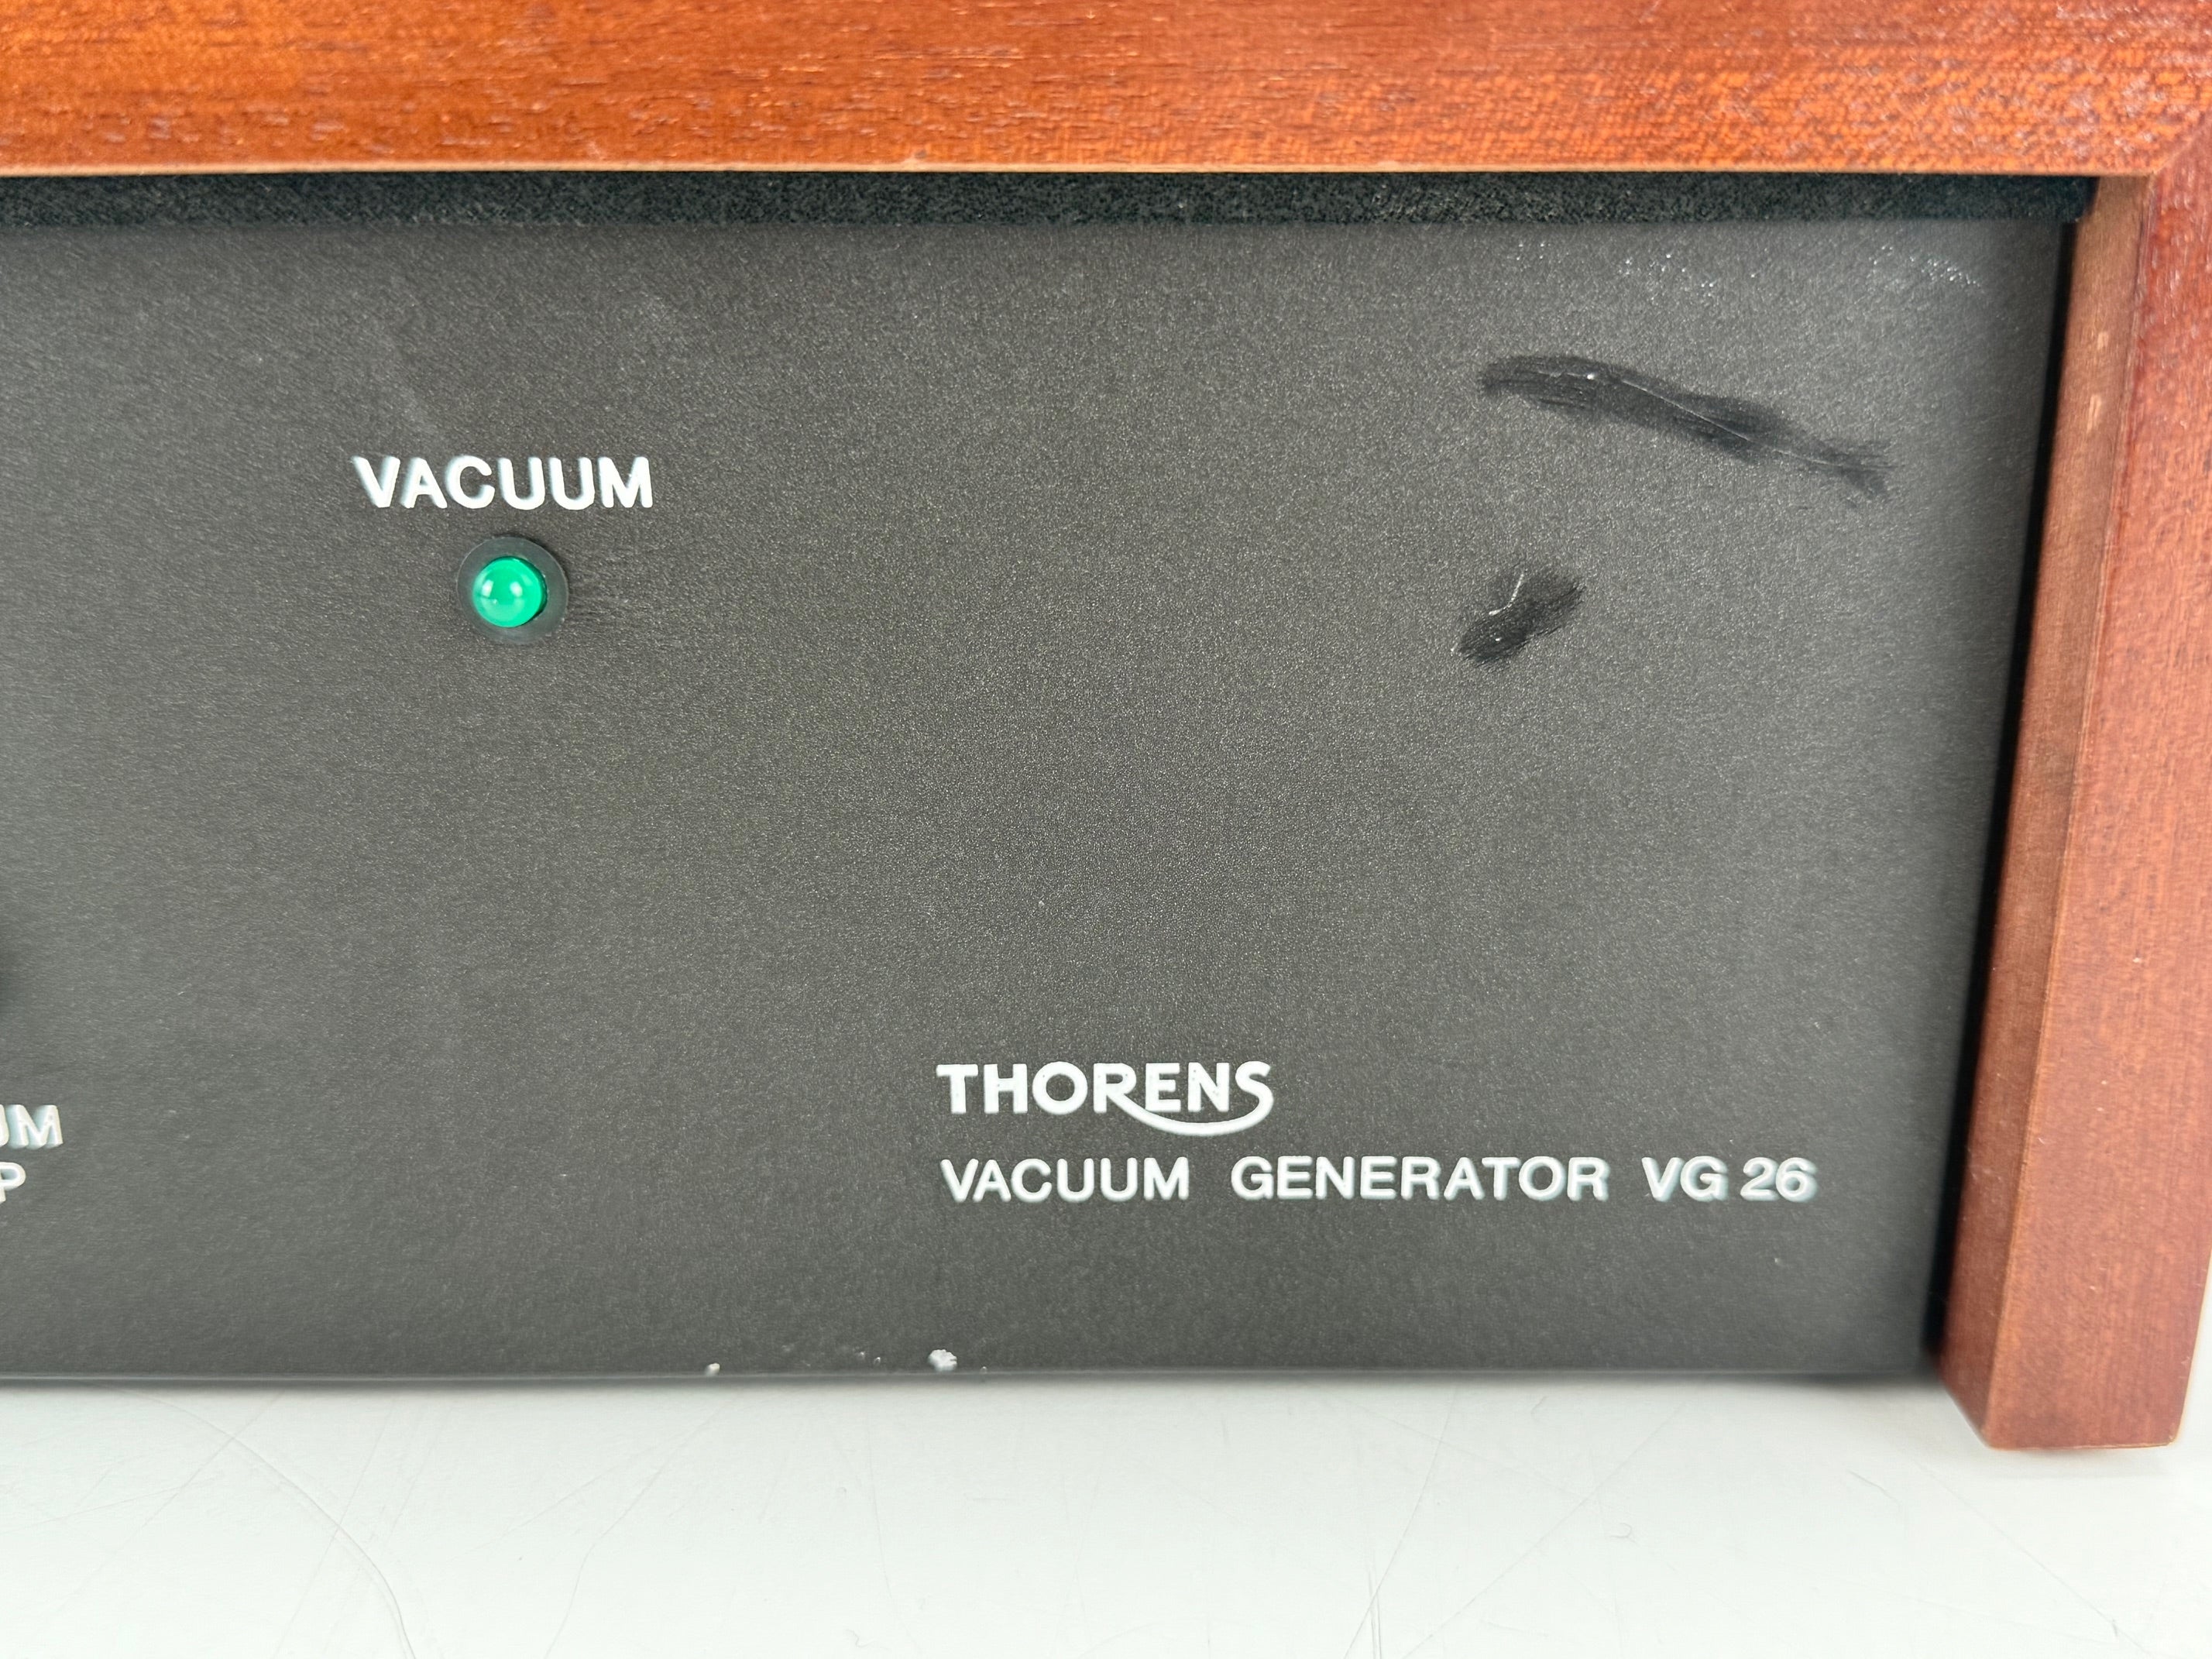 VACUUM
THORENS
VACUUM GENERATOR VG 26